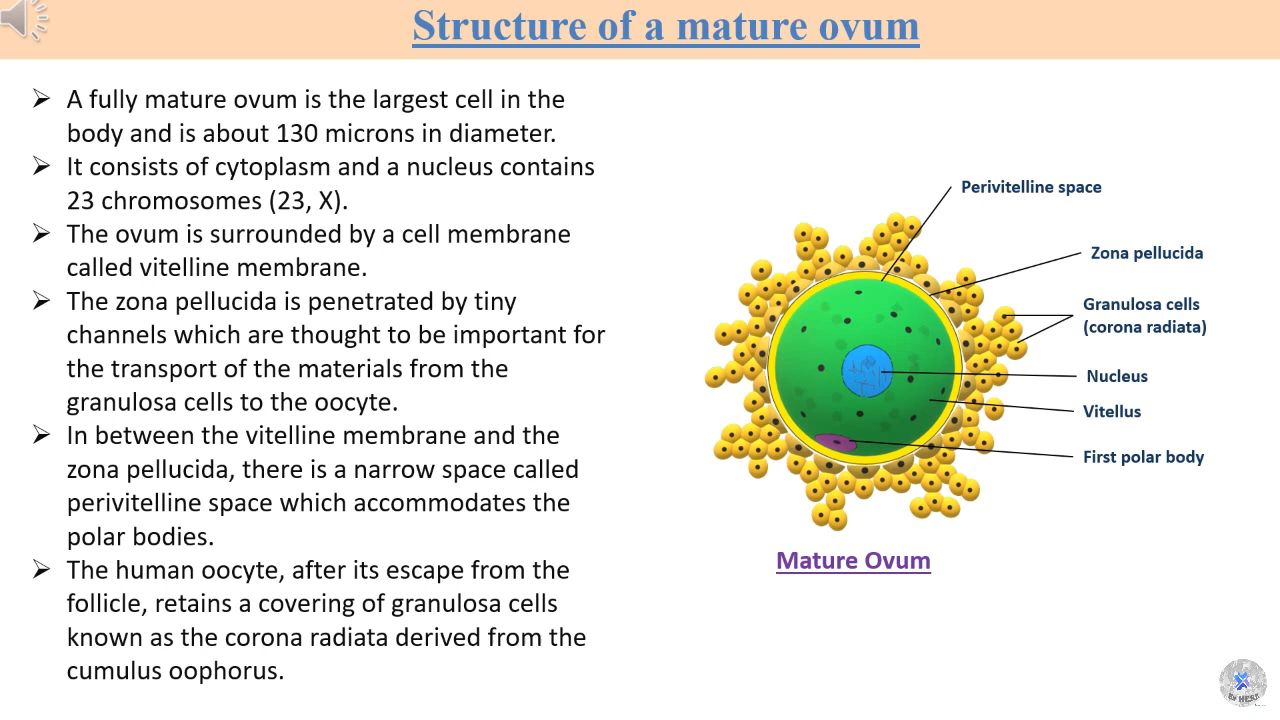 Structure of a mature ovum
➢ A fully mature ovum is the largest cell in the
body and is about 130 microns in diameter.
➢ It consists of cytoplasm and a nucleus contains
23 chromosomes (23, X).
➢ The ovum is surrounded by a cell membrane
called vitelline membrane.
➢ The zona pellucida is penetrated by tiny
channels which are thought to be important for
the transport of the materials from the
granulosa cells to the oocyte.
➢ In between the vitelline membrane and the
zona pellucida, there is a narrow space called
perivitelline space which accommodates the
polar bodies.
➢ The human oocyte, after its escape from the
follicle, retains a covering of granulosa cells
known as the corona radiata derived from the
cumulus oophorus.
Perivitelline space
Zona pellucida
Granulosa cells
(corona radiata)
Nucleus
Vitellus
First polar body
Mature Ovum